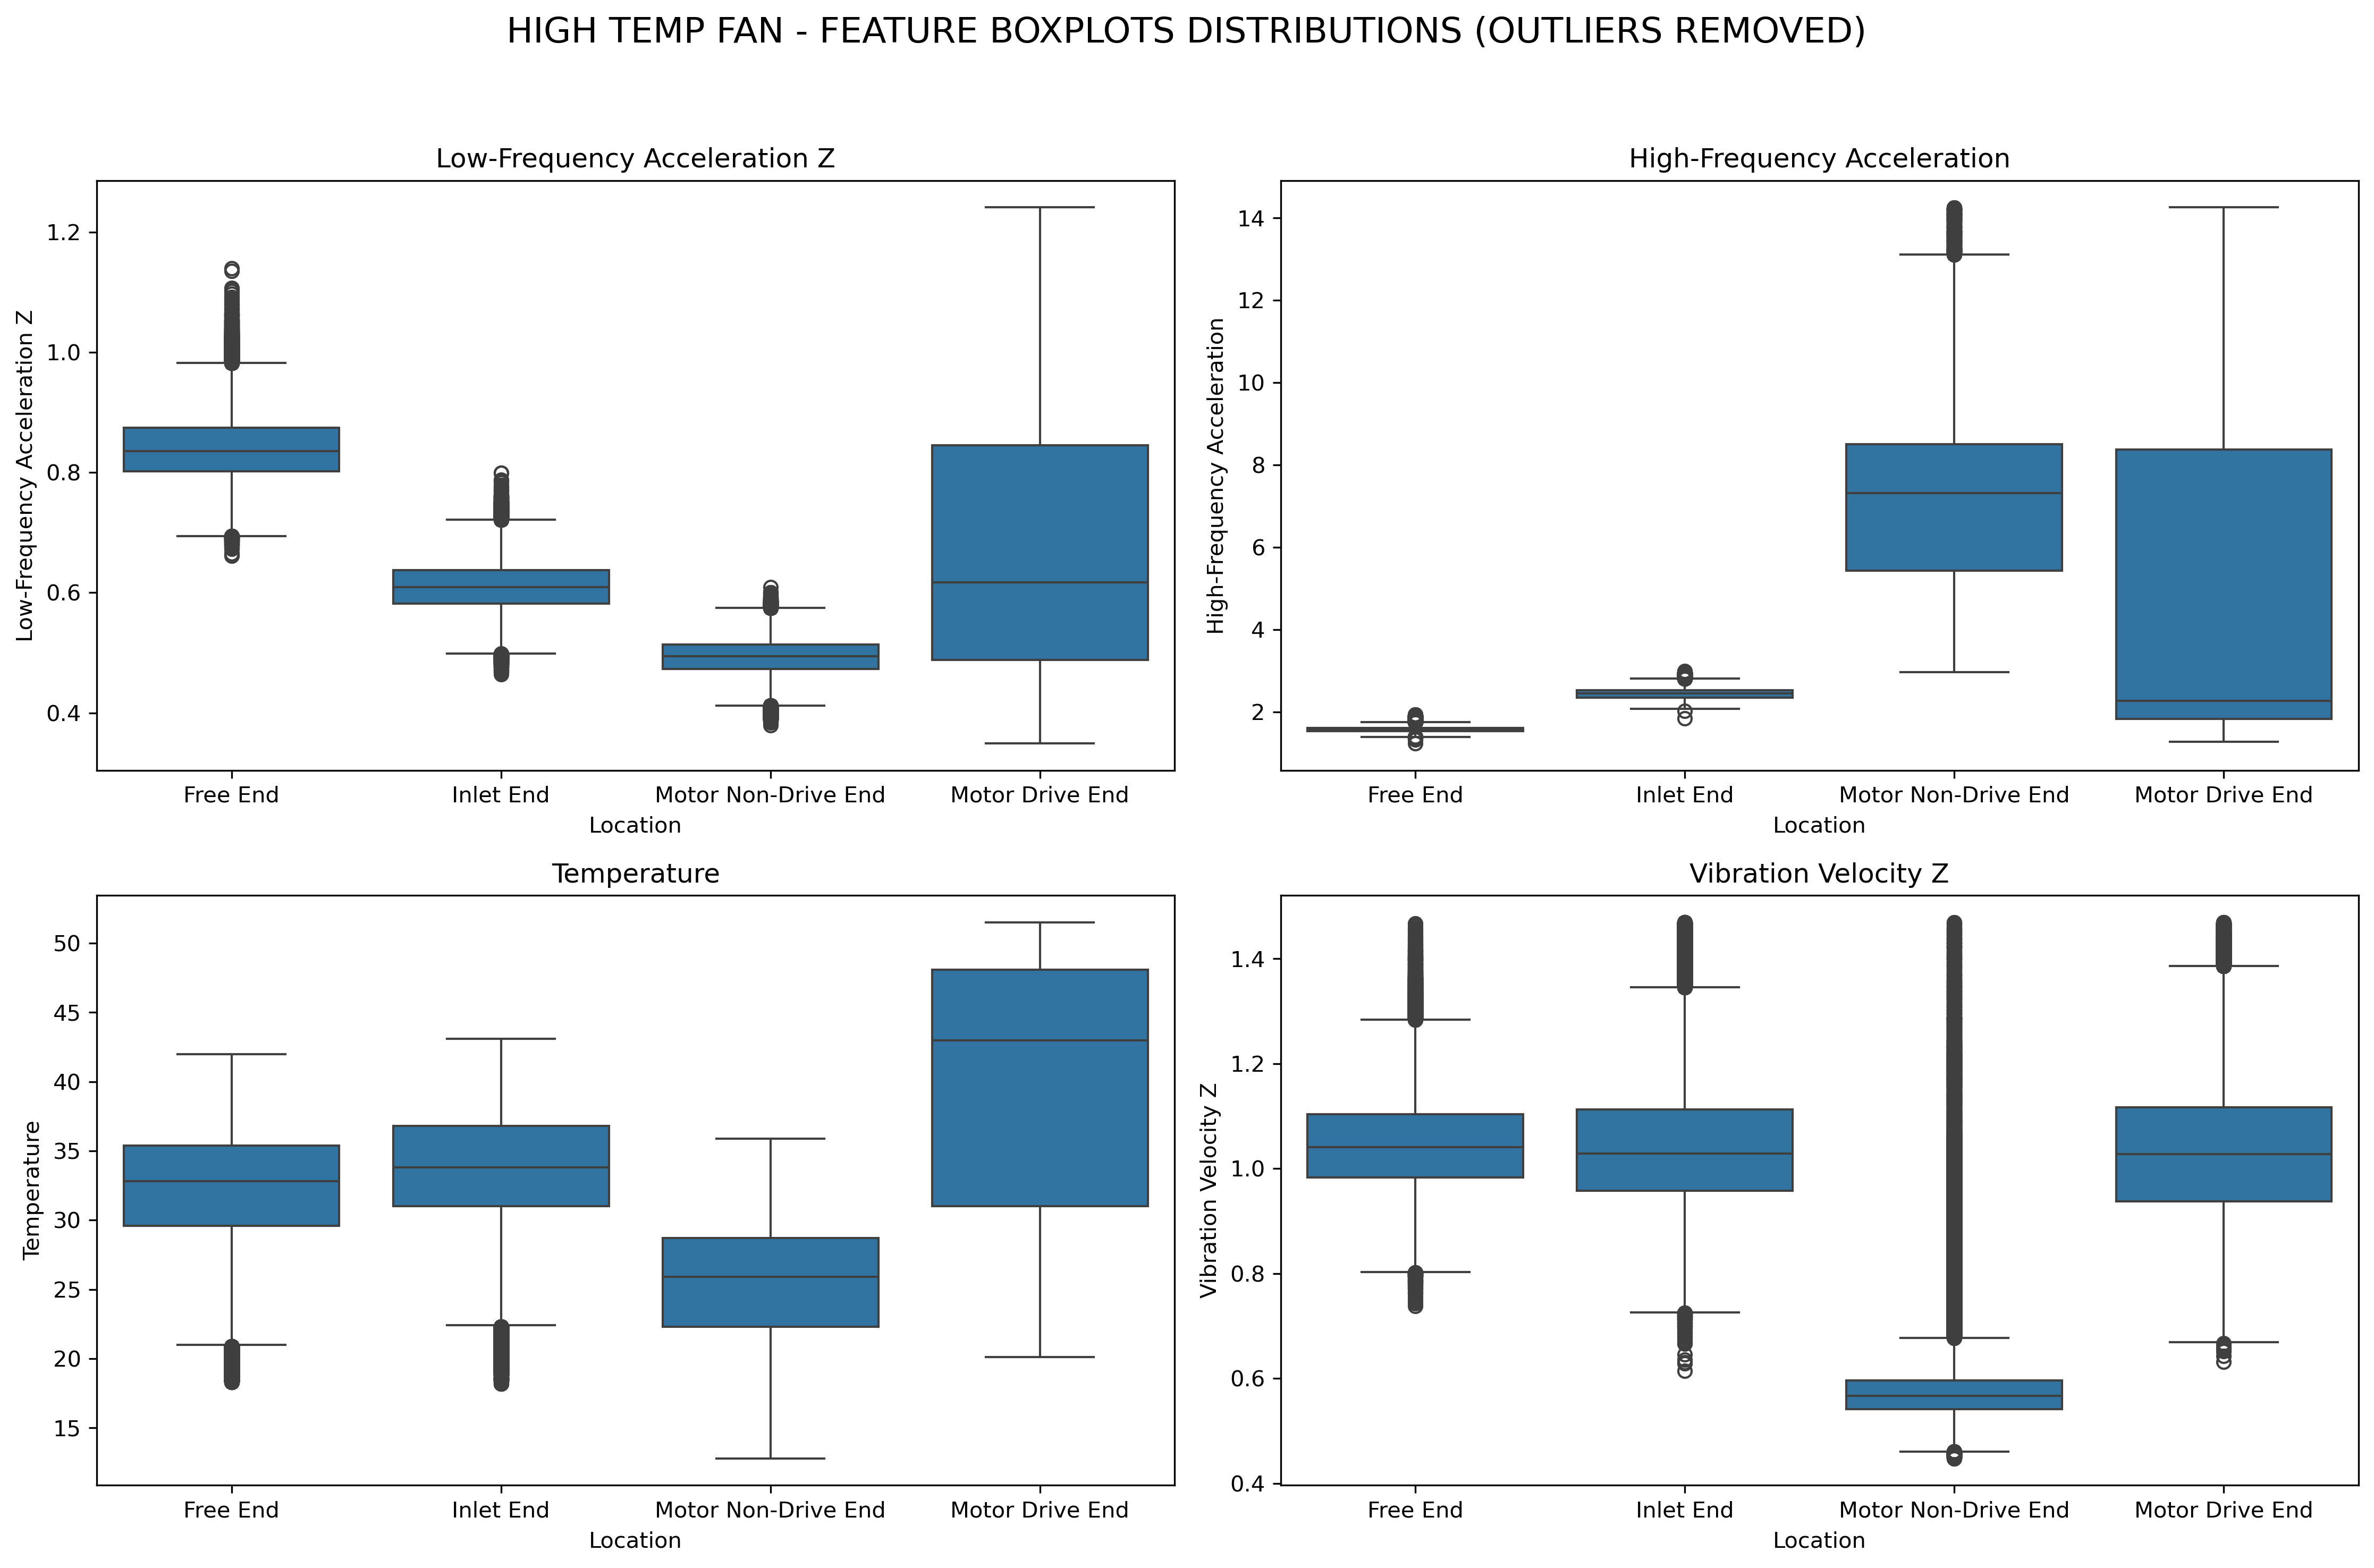 HIGH TEMP FAN - FEATURE BOXPLOTS DISTRIBUTIONS (OUTLIERS REMOVED)
Low-Frequency Acceleration Z
Low-Frequency Acceleration Z
1.2
1.0
0.8
0.6
0.4
Free End Inlet End Motor Non-Drive End Motor Drive End
Location
High-Frequency Acceleration
High-Frequency Acceleration
14
12
10
8
6
4
2
Free End Inlet End Motor Non-Drive End Motor Drive End
Location
Temperature
Temperature
50
45
40
35
30
25
20
15
Free End Inlet End Motor Non-Drive End Motor Drive End
Location
Vibration Velocity Z
Vibration Velocity Z
1.4
1.2
1.0
0.8
0.6
0.4
Free End Inlet End Motor Non-Drive End Motor Drive End
Location